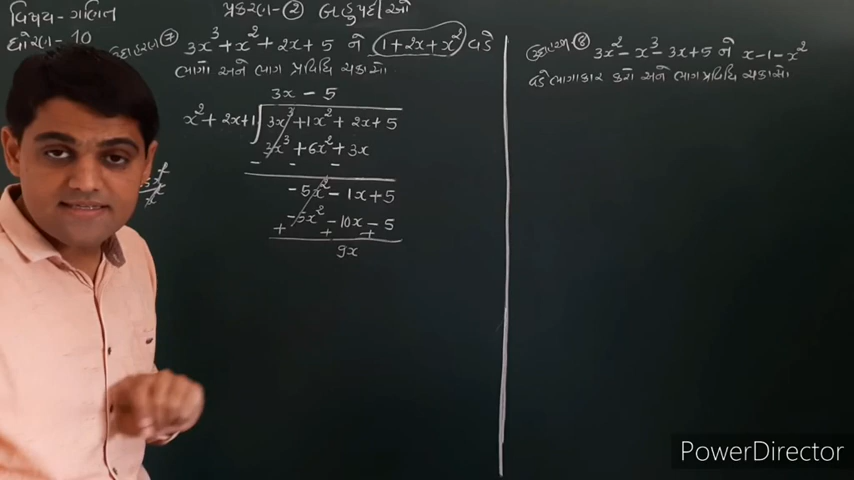 વિષય - ગણિત
પ્રકરણ - ② બહુપદીઓ
ધોરણ - 10
ઉદાહરણ ⑦ 3x³ + x² + 2x + 5 ને (1 + 2x + x²) વડે
ભાગો અને ભાગ પ્રવિધિ ચકાસો.
3x - 5
x² + 2x + 1 3x³ + 1x² + 2x + 5
3x³ + 6x² + 3x
- - -
-5x² - 1x + 5
-5x² - 10x - 5
+ + +
9x
ઉદાહરણ ⑧ 3x² - x³ - 3x + 5 ને x - 1 - x²
વડે ભાગાકાર કરો અને ભાગ પ્રવિધિ ચકાસો.
PowerDirector